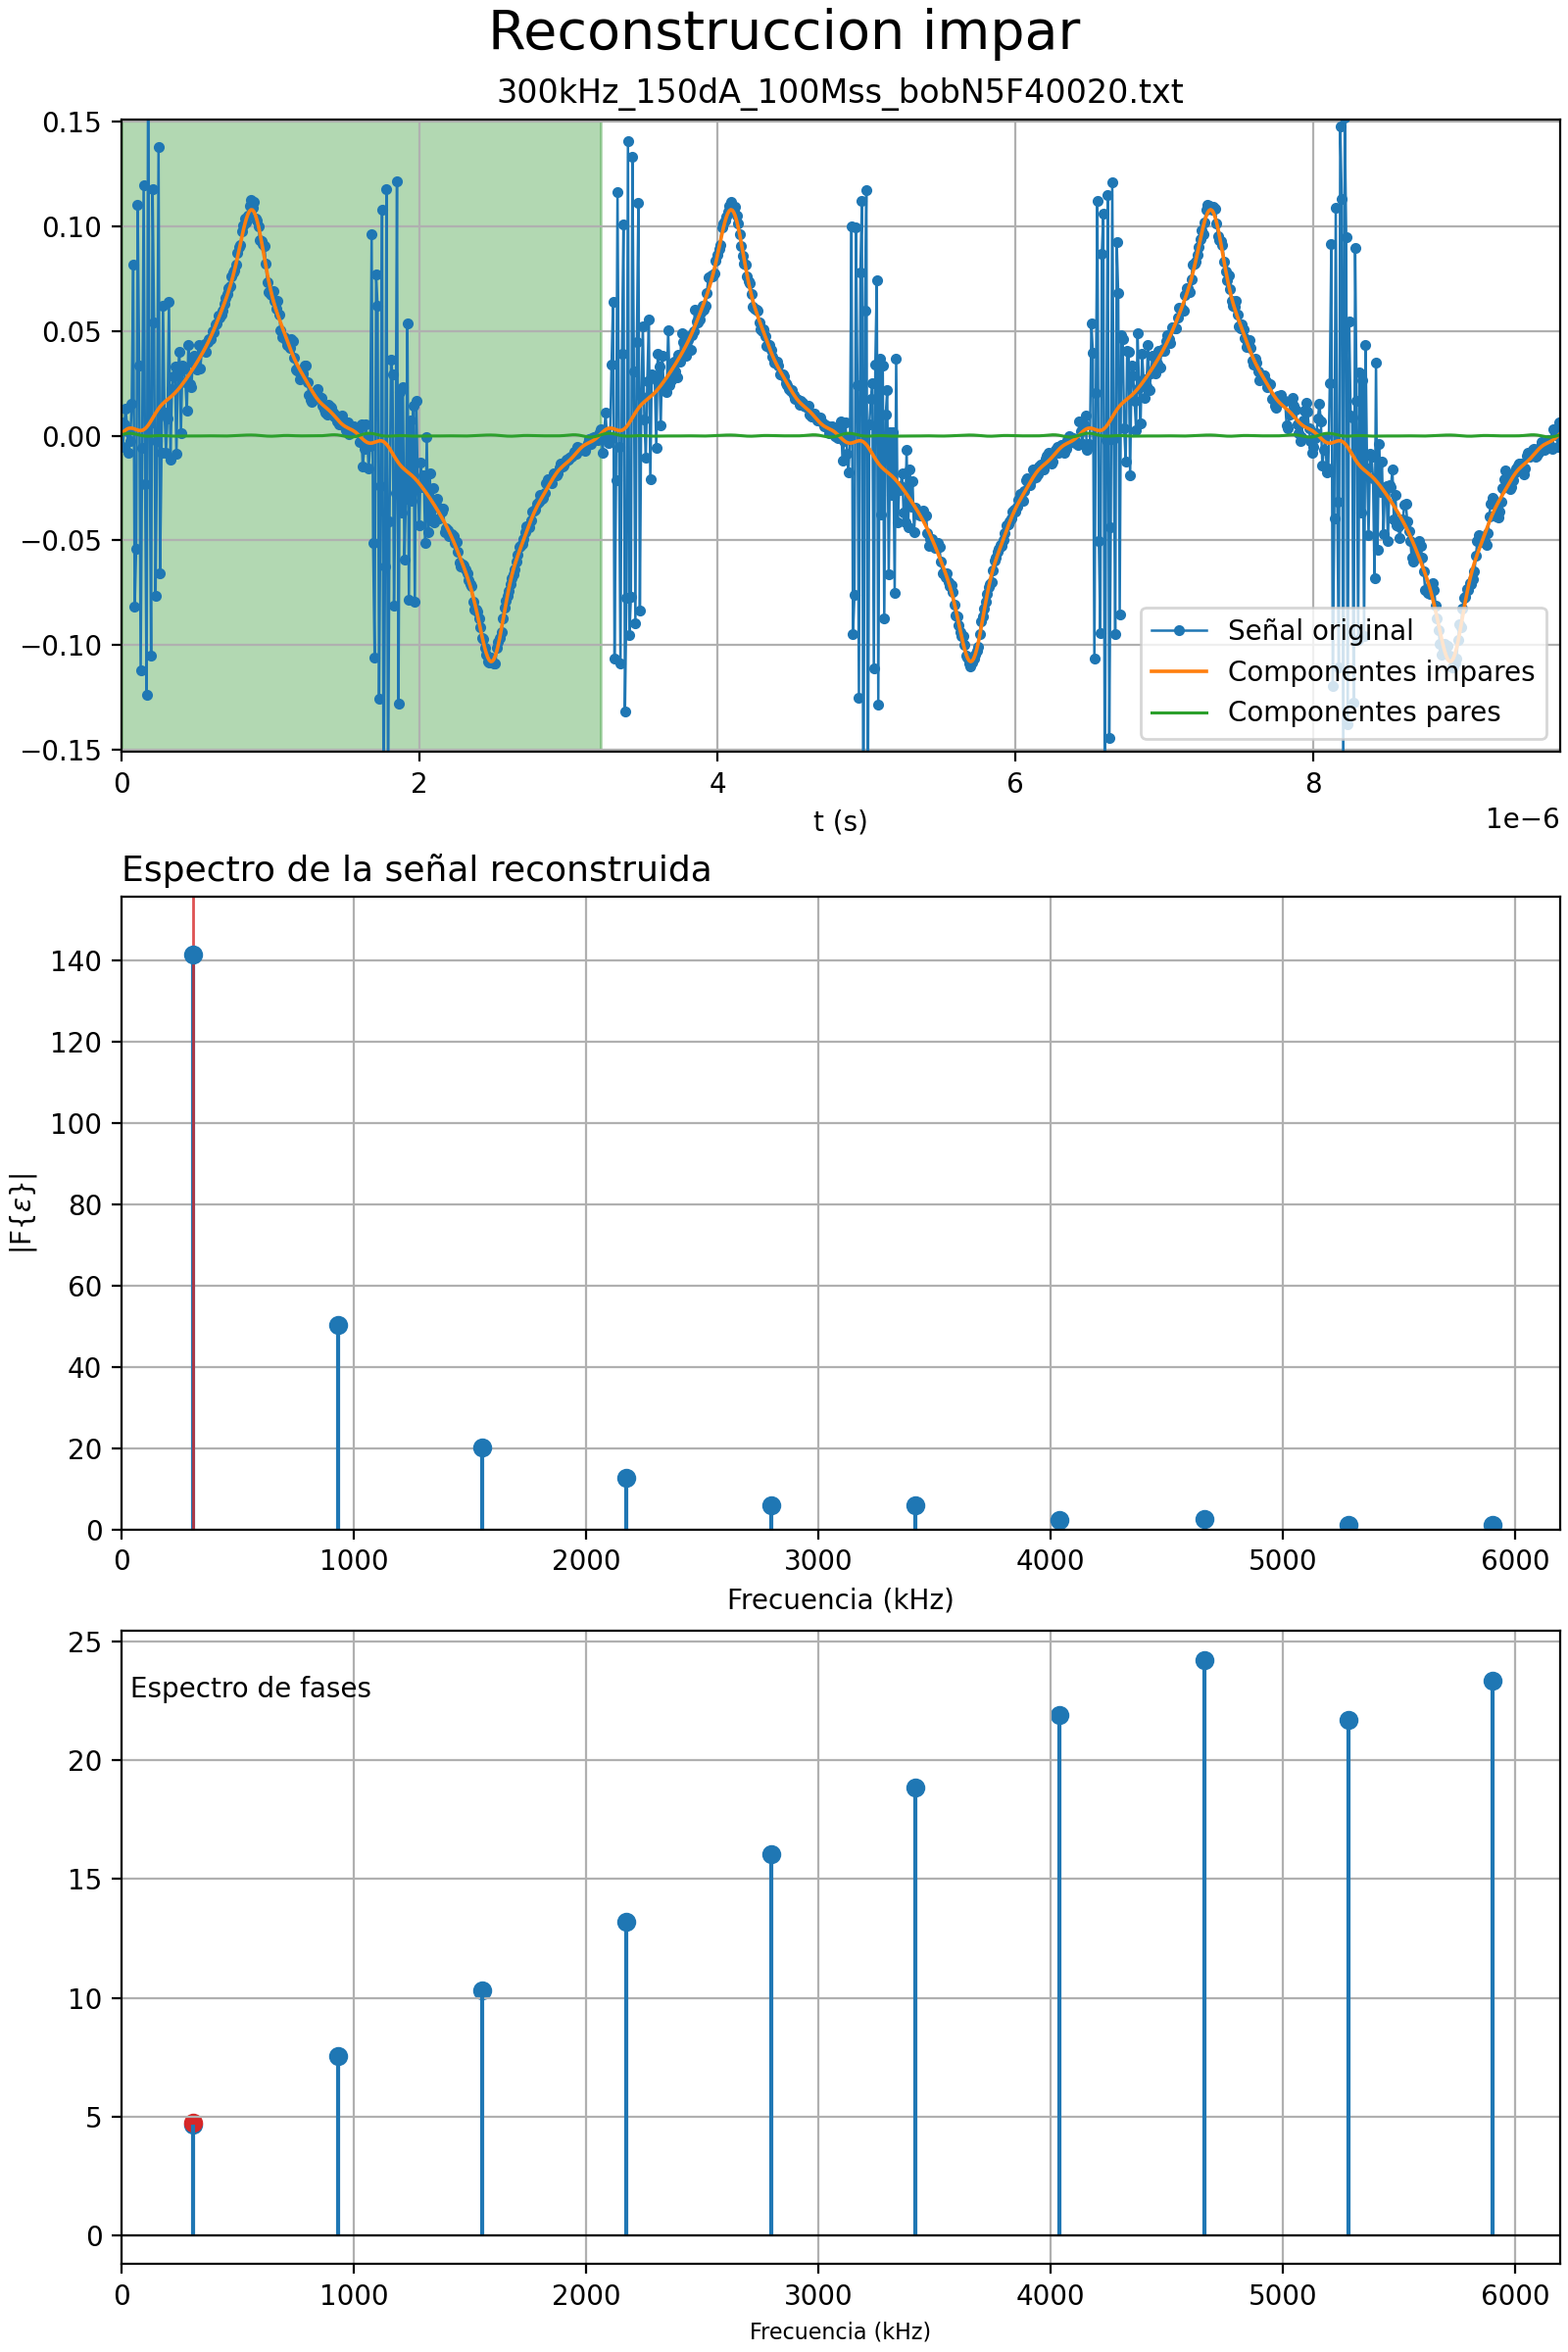 Reconstruccion impar
300kHz_150dA_100Mss_bobN5F40020.txt
0.15
0.10
0.05
0.00
−0.05
−0.10
−0.15
Señal original
Componentes impares
Componentes pares
0 2 4 6 8
t (s)
1e−6
Espectro de la señal reconstruida
140
120
100
80
60
40
20
0
|F{ε}|
0 1000 2000 3000 4000 5000 6000
Frecuencia (kHz)
25
Espectro de fases
20
15
10
5
0
0 1000 2000 3000 4000 5000 6000
Frecuencia (kHz)